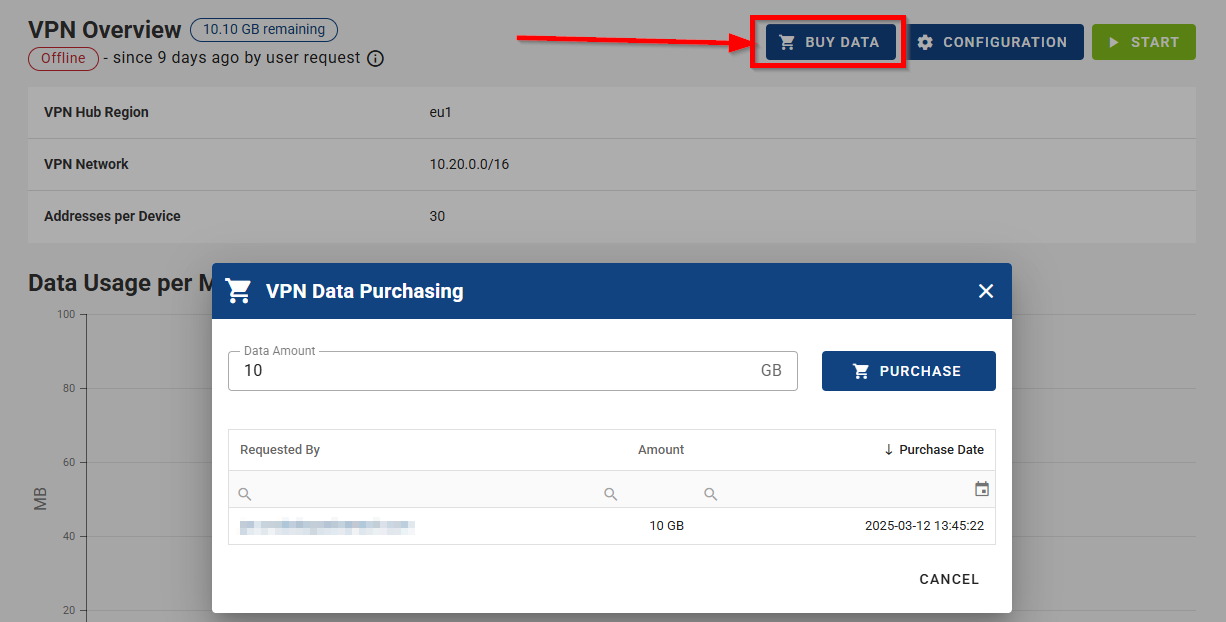 VPN Overview 10.10 GB remaining
BUY DATA
CONFIGURATION
START
Offline - since 9 days ago by user request
VPN Hub Region eu1
VPN Network 10.20.0.0/16
Addresses per Device 30
Data Usage per
VPN Data Purchasing
Data Amount
10 GB
PURCHASE
Requested By Amount Purchase Date
10 GB 2025-03-12 13:45:22
CANCEL
100
80
60
40
20
MB